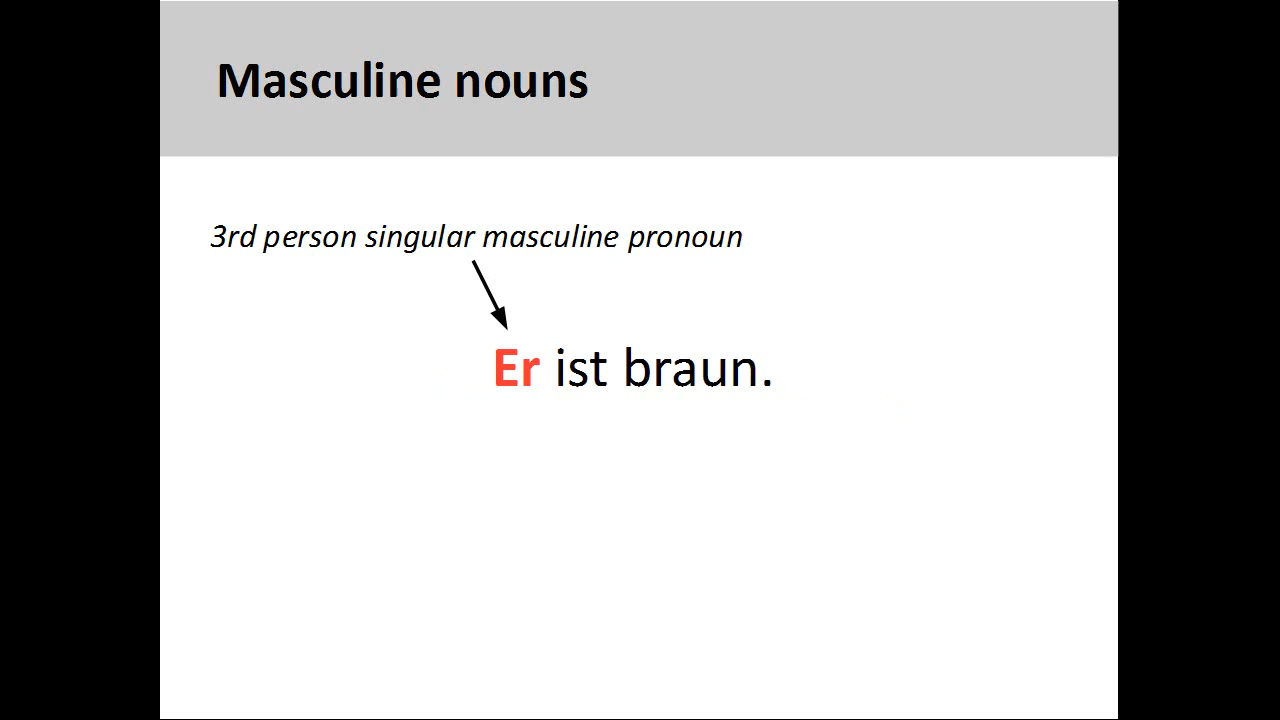 Masculine nouns
3rd person singular masculine pronoun
Er ist braun.